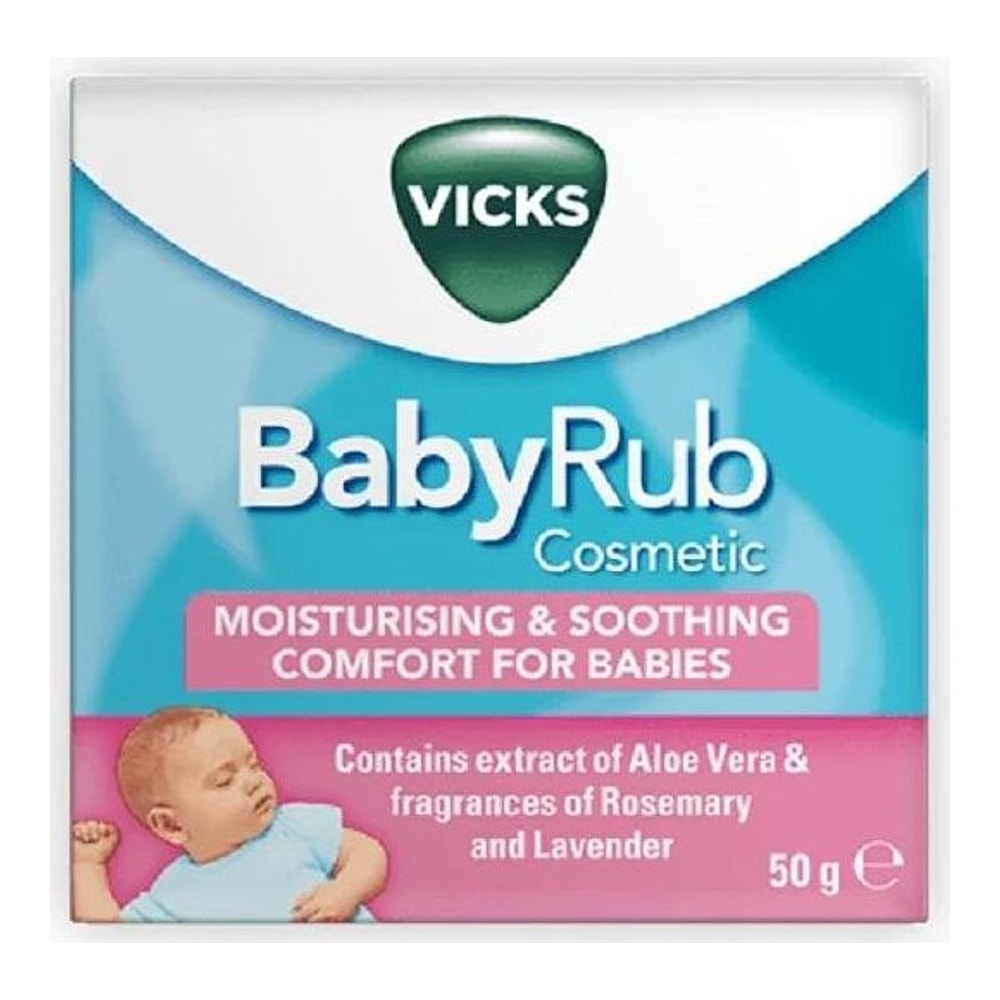 VICKS
BabyRub
Cosmetic
MOISTURISING & SOOTHING
COMFORT FOR BABIES
Contains extract of Aloe Vera &
fragrances of Rosemary
and Lavender
50 g ℮